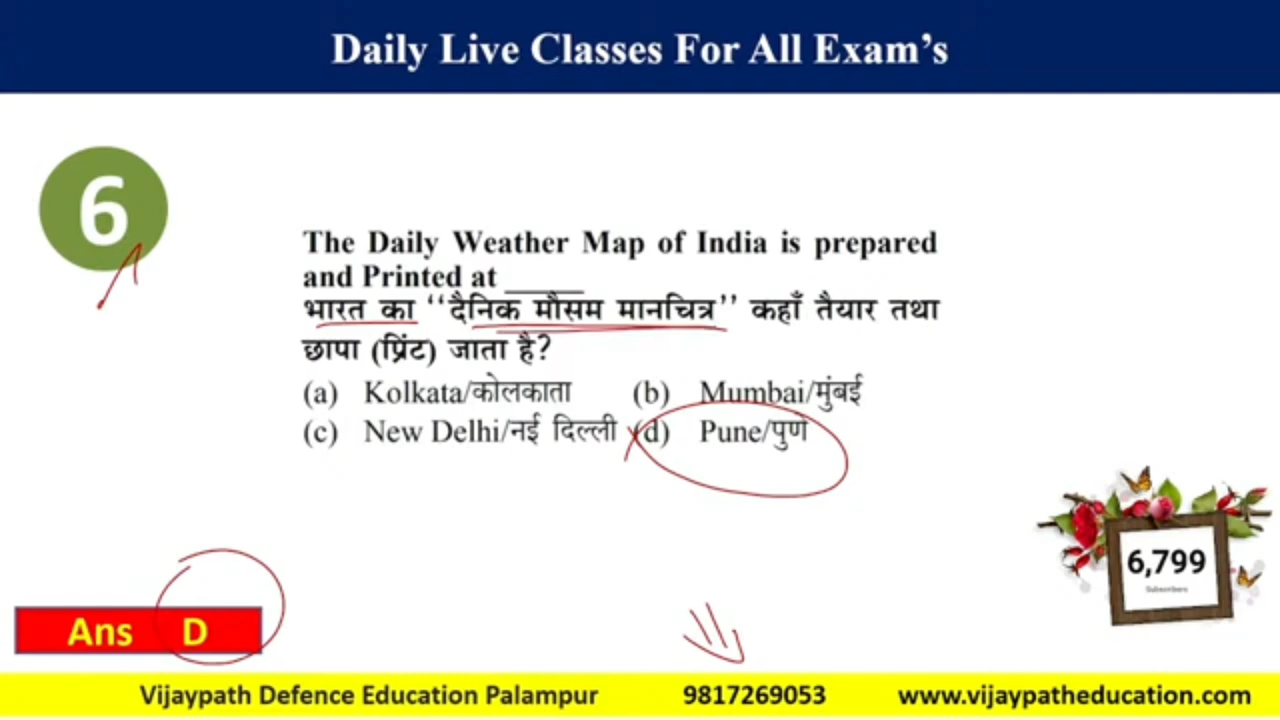 Daily Live Classes For All Exam's
6
The Daily Weather Map of India is prepared
and Printed at ______
भारत का ‘‘दैनिक मौसम मानचित्र’’ कहाँ तैयार तथा
छापा (प्रिंट) जाता है?
(a) Kolkata/कोलकाता (b) Mumbai/मुंबई
(c) New Delhi/नई दिल्ली (d) Pune/पुणे
6,799
Subscribers
Ans D
Vijaypath Defence Education Palampur 9817269053 www.vijaypatheducation.com